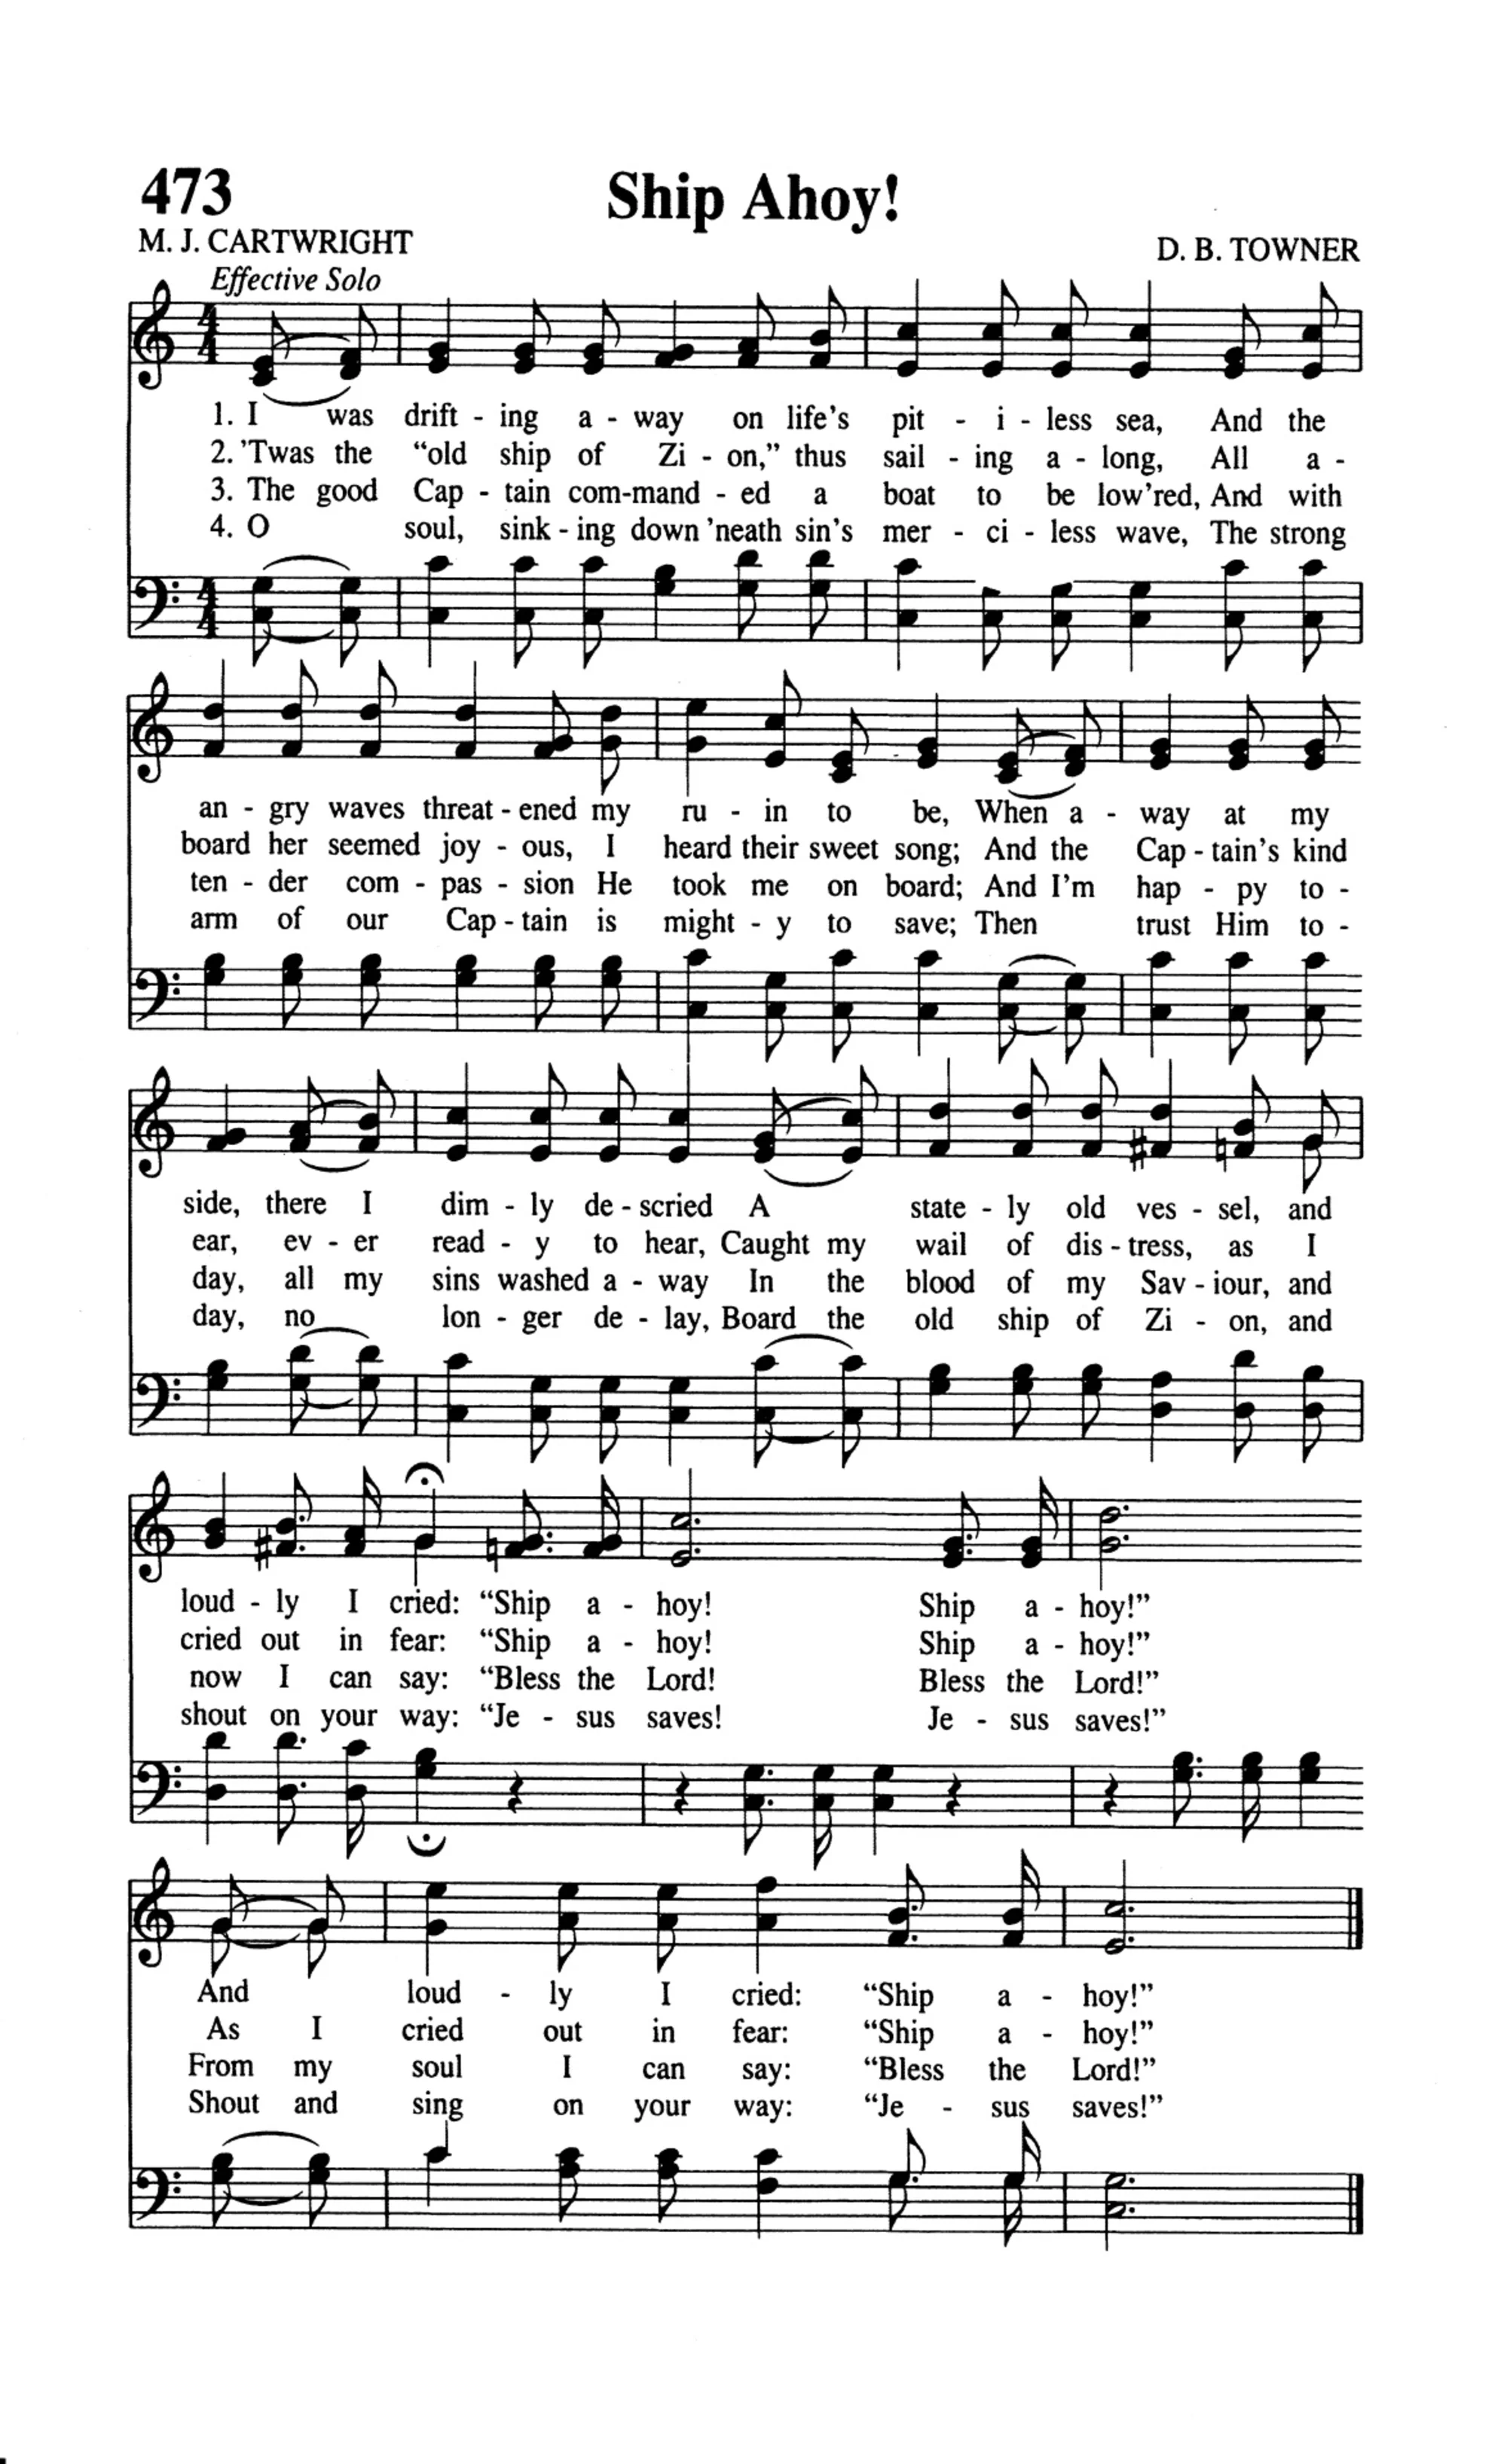 473
Ship Ahoy!
M. J. CARTWRIGHT
D. B. TOWNER
Effective Solo
4 4
1. I was drift - ing a - way on life's pit - i - less sea, And the
2. 'Twas the “old ship of Zi - on,” thus sail - ing a - long, All a -
3. The good Cap - tain com-mand - ed a boat to be low'red, And with
4. O soul, sink - ing down 'neath sin's mer - ci - less wave, The strong
4 4
an - gry waves threat - ened my ru - in to be, When a - way at my
board her seemed joy - ous, I heard their sweet song; And the Cap - tain's kind
ten - der com - pas - sion He took me on board; And I'm hap - py to -
arm of our Cap - tain is might - y to save; Then trust Him to -
side, there I dim - ly de - scried A state - ly old ves - sel, and
ear, ev - er read - y to hear, Caught my wail of dis - tress, as I
day, all my sins washed a - way In the blood of my Sav - iour, and
day, no lon - ger de - lay, Board the old ship of Zi - on, and
loud - ly I cried: “Ship a - hoy! Ship a - hoy!”
cried out in fear: “Ship a - hoy! Ship a - hoy!”
now I can say: “Bless the Lord! Bless the Lord!”
shout on your way: “Je - sus saves! Je - sus saves!”
And loud - ly I cried: “Ship a - hoy!”
As I cried out in fear: “Ship a - hoy!”
From my soul I can say: “Bless the Lord!”
Shout and sing on your way: “Je - sus saves!”